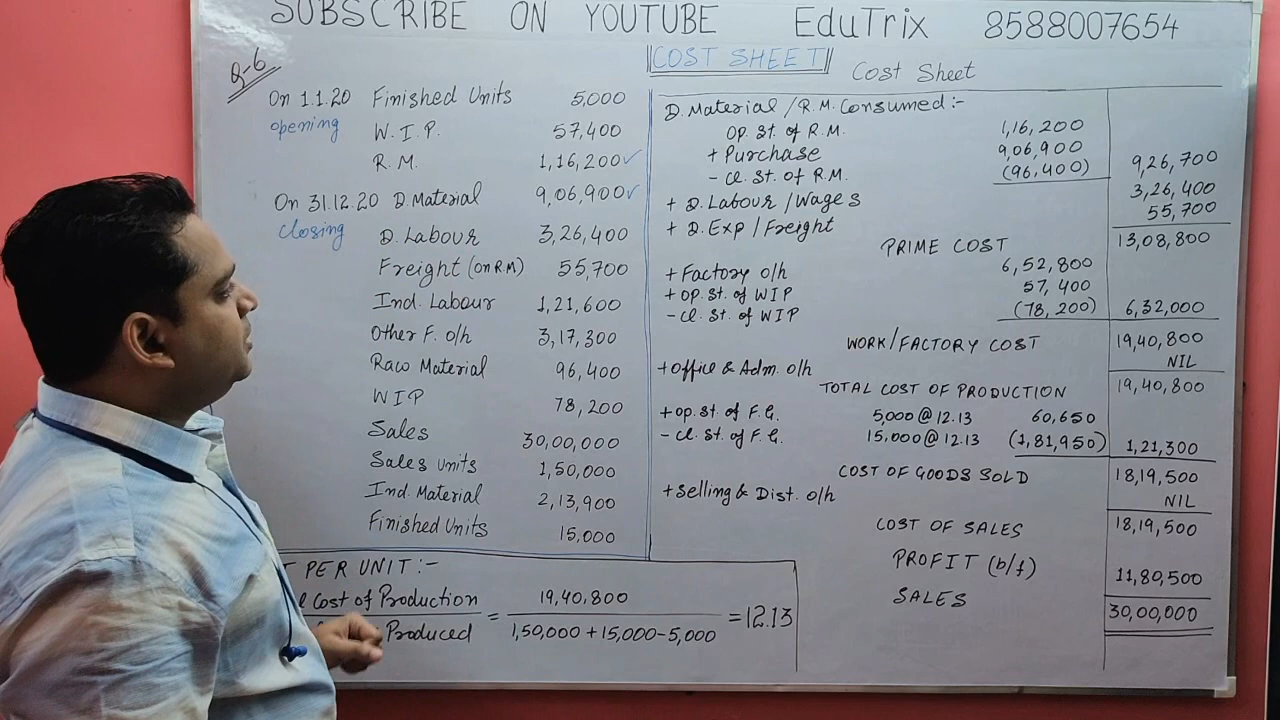 SUBSCRIBE ON YOUTUBE EduTrix 8588007654
COST SHEET
Q-6
On 1.1.20 Finished Units 5,000
opening
W.I.P. 57,400
R.M. 1,16,200✓
On 31.12.20 D.Material 9,06,900✓
closing
D. Labour 3,26,400
Freight (on R.M) 55,700
Ind. Labour 1,21,600
Other F. o/h 3,17,300
Raw Material 96,400
WIP 78,200
Sales 30,00,000
Sales Units 1,50,000
Ind. Material 2,13,900
Finished Units 15,000
PER UNIT:-
Cost of Production = 19,40,800 = 12.13
Produced 1,50,000 + 15,000 - 5,000
Cost Sheet
D. Material / R.M. Consumed :-
Op. St. of R.M. 1,16,200
+ Purchase 9,06,900
- Cl. St. of R.M. (96,400) 9,26,700
+ D. Labour / Wages 3,26,400
+ D. Exp / Freight 55,700
PRIME COST 13,08,800
+ Factory o/h 6,52,800
+ OP. St. of WIP 57,400
- Cl. St. of WIP (78,200) 6,32,000
WORK/FACTORY COST 19,40,800
+ Office & Adm. o/h NIL
TOTAL COST OF PRODUCTION 19,40,800
+ Op. St. of F.G. 5,000 @ 12.13 60,650
- Cl. St. of F.G. 15,000 @ 12.13 (1,81,950) 1,21,300
COST OF GOODS SOLD 18,19,500
+ Selling & Dist. o/h NIL
COST OF SALES 18,19,500
PROFIT (b/f) 11,80,500
SALES 30,00,000